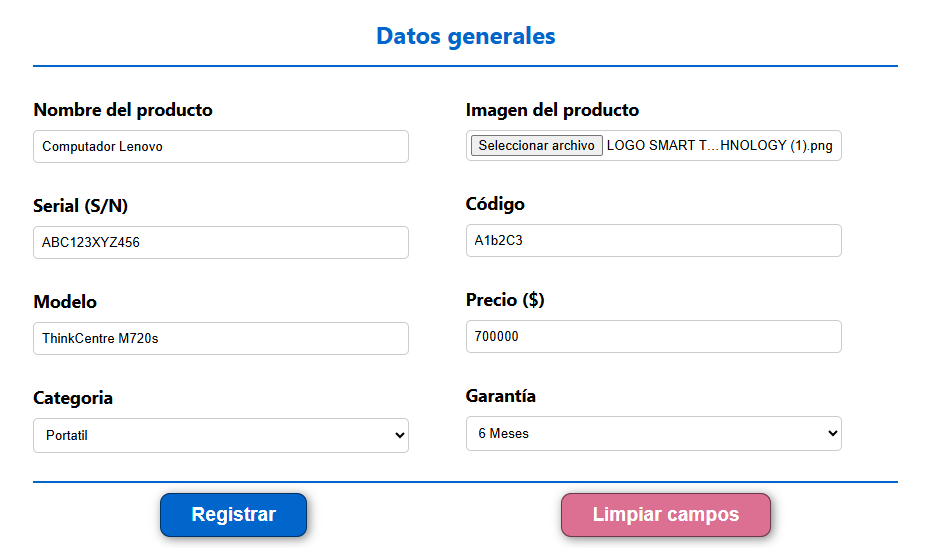 Datos generales
Nombre del producto
Imagen del producto
Computador Lenovo
Seleccionar archivo LOGO SMART T...HNOLOGY (1).png
Serial (S/N)
Código
ABC123XYZ456
A1b2C3
Modelo
Precio ($)
ThinkCentre M720s
700000
Categoria
Garantía
Portatil
6 Meses
Registrar
Limpiar campos